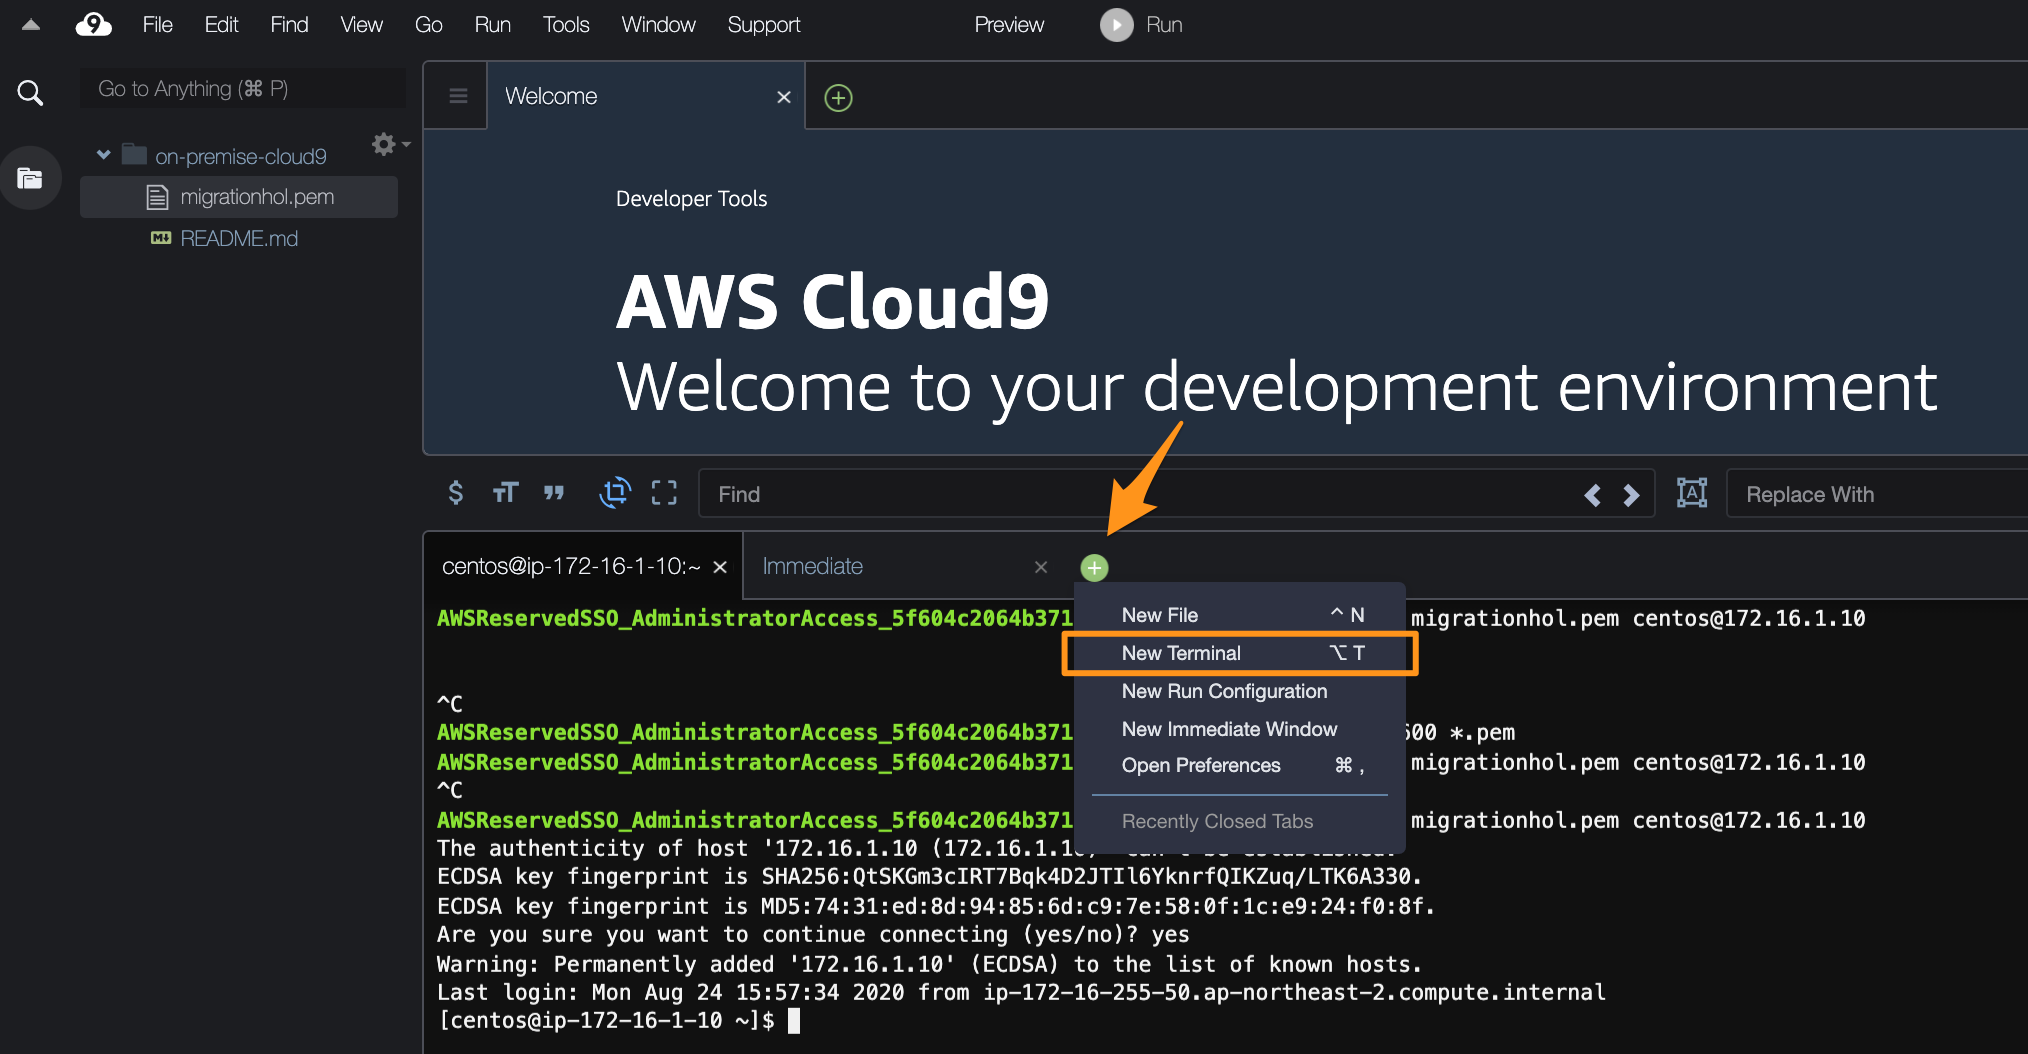 9 File Edit Find View Go Run Tools Window Support Preview Run
Go to Anything (⌘ P)
on-premise-cloud9
migrationhol.pem
README.md
Welcome
Developer Tools
AWS Cloud9
Welcome to your development environment
Find
Replace With
centos@ip-172-16-1-10:~ Immediate
New File ^ N
New Terminal ⌥ T
New Run Configuration
New Immediate Window
Open Preferences ⌘ ,
Recently Closed Tabs
AWSReservedSSO_AdministratorAccess_5f604c2064b371 migrationhol.pem centos@172.16.1.10
^C
AWSReservedSSO_AdministratorAccess_5f604c2064b371 600 *.pem
AWSReservedSSO_AdministratorAccess_5f604c2064b371 migrationhol.pem centos@172.16.1.10
^C
AWSReservedSSO_AdministratorAccess_5f604c2064b371 migrationhol.pem centos@172.16.1.10
The authenticity of host '172.16.1.10 (172.16.1.10)' can't be established.
ECDSA key fingerprint is SHA256:QtSKGm3cIRT7Bqk4D2JTIl6YknrfQIKZuq/LTK6A330.
ECDSA key fingerprint is MD5:74:31:ed:8d:94:85:6d:c9:7e:58:0f:1c:e9:24:f0:8f.
Are you sure you want to continue connecting (yes/no)? yes
Warning: Permanently added '172.16.1.10' (ECDSA) to the list of known hosts.
Last login: Mon Aug 24 15:57:34 2020 from ip-172-16-255-50.ap-northeast-2.compute.internal
[centos@ip-172-16-1-10 ~]$